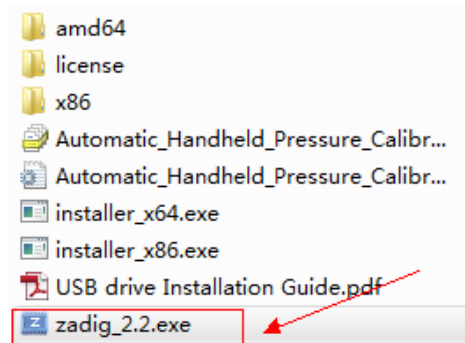 amd64
license
x86
Automatic_Handheld_Pressure_Calibr...
Automatic_Handheld_Pressure_Calibr...
installer_x64.exe
installer_x86.exe
USB drive Installation Guide.pdf
zadig_2.2.exe